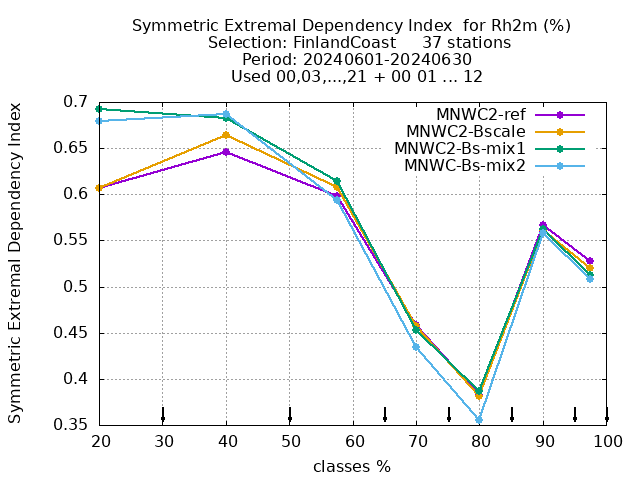 Symmetric Extremal Dependency Index  for Rh2m (%)
Selection: FinlandCoast     37 stations
Period: 20240601-20240630
Used 00,03,...,21 + 00 01 ... 12
Symmetric Extremal Dependency Index
0.7
0.65
0.6
0.55
0.5
0.45
0.4
0.35
MNWC2-ref
MNWC2-Bscale
MNWC2-Bs-mix1
MNWC-Bs-mix2
20 30 40 50 60 70 80 90 100
classes %